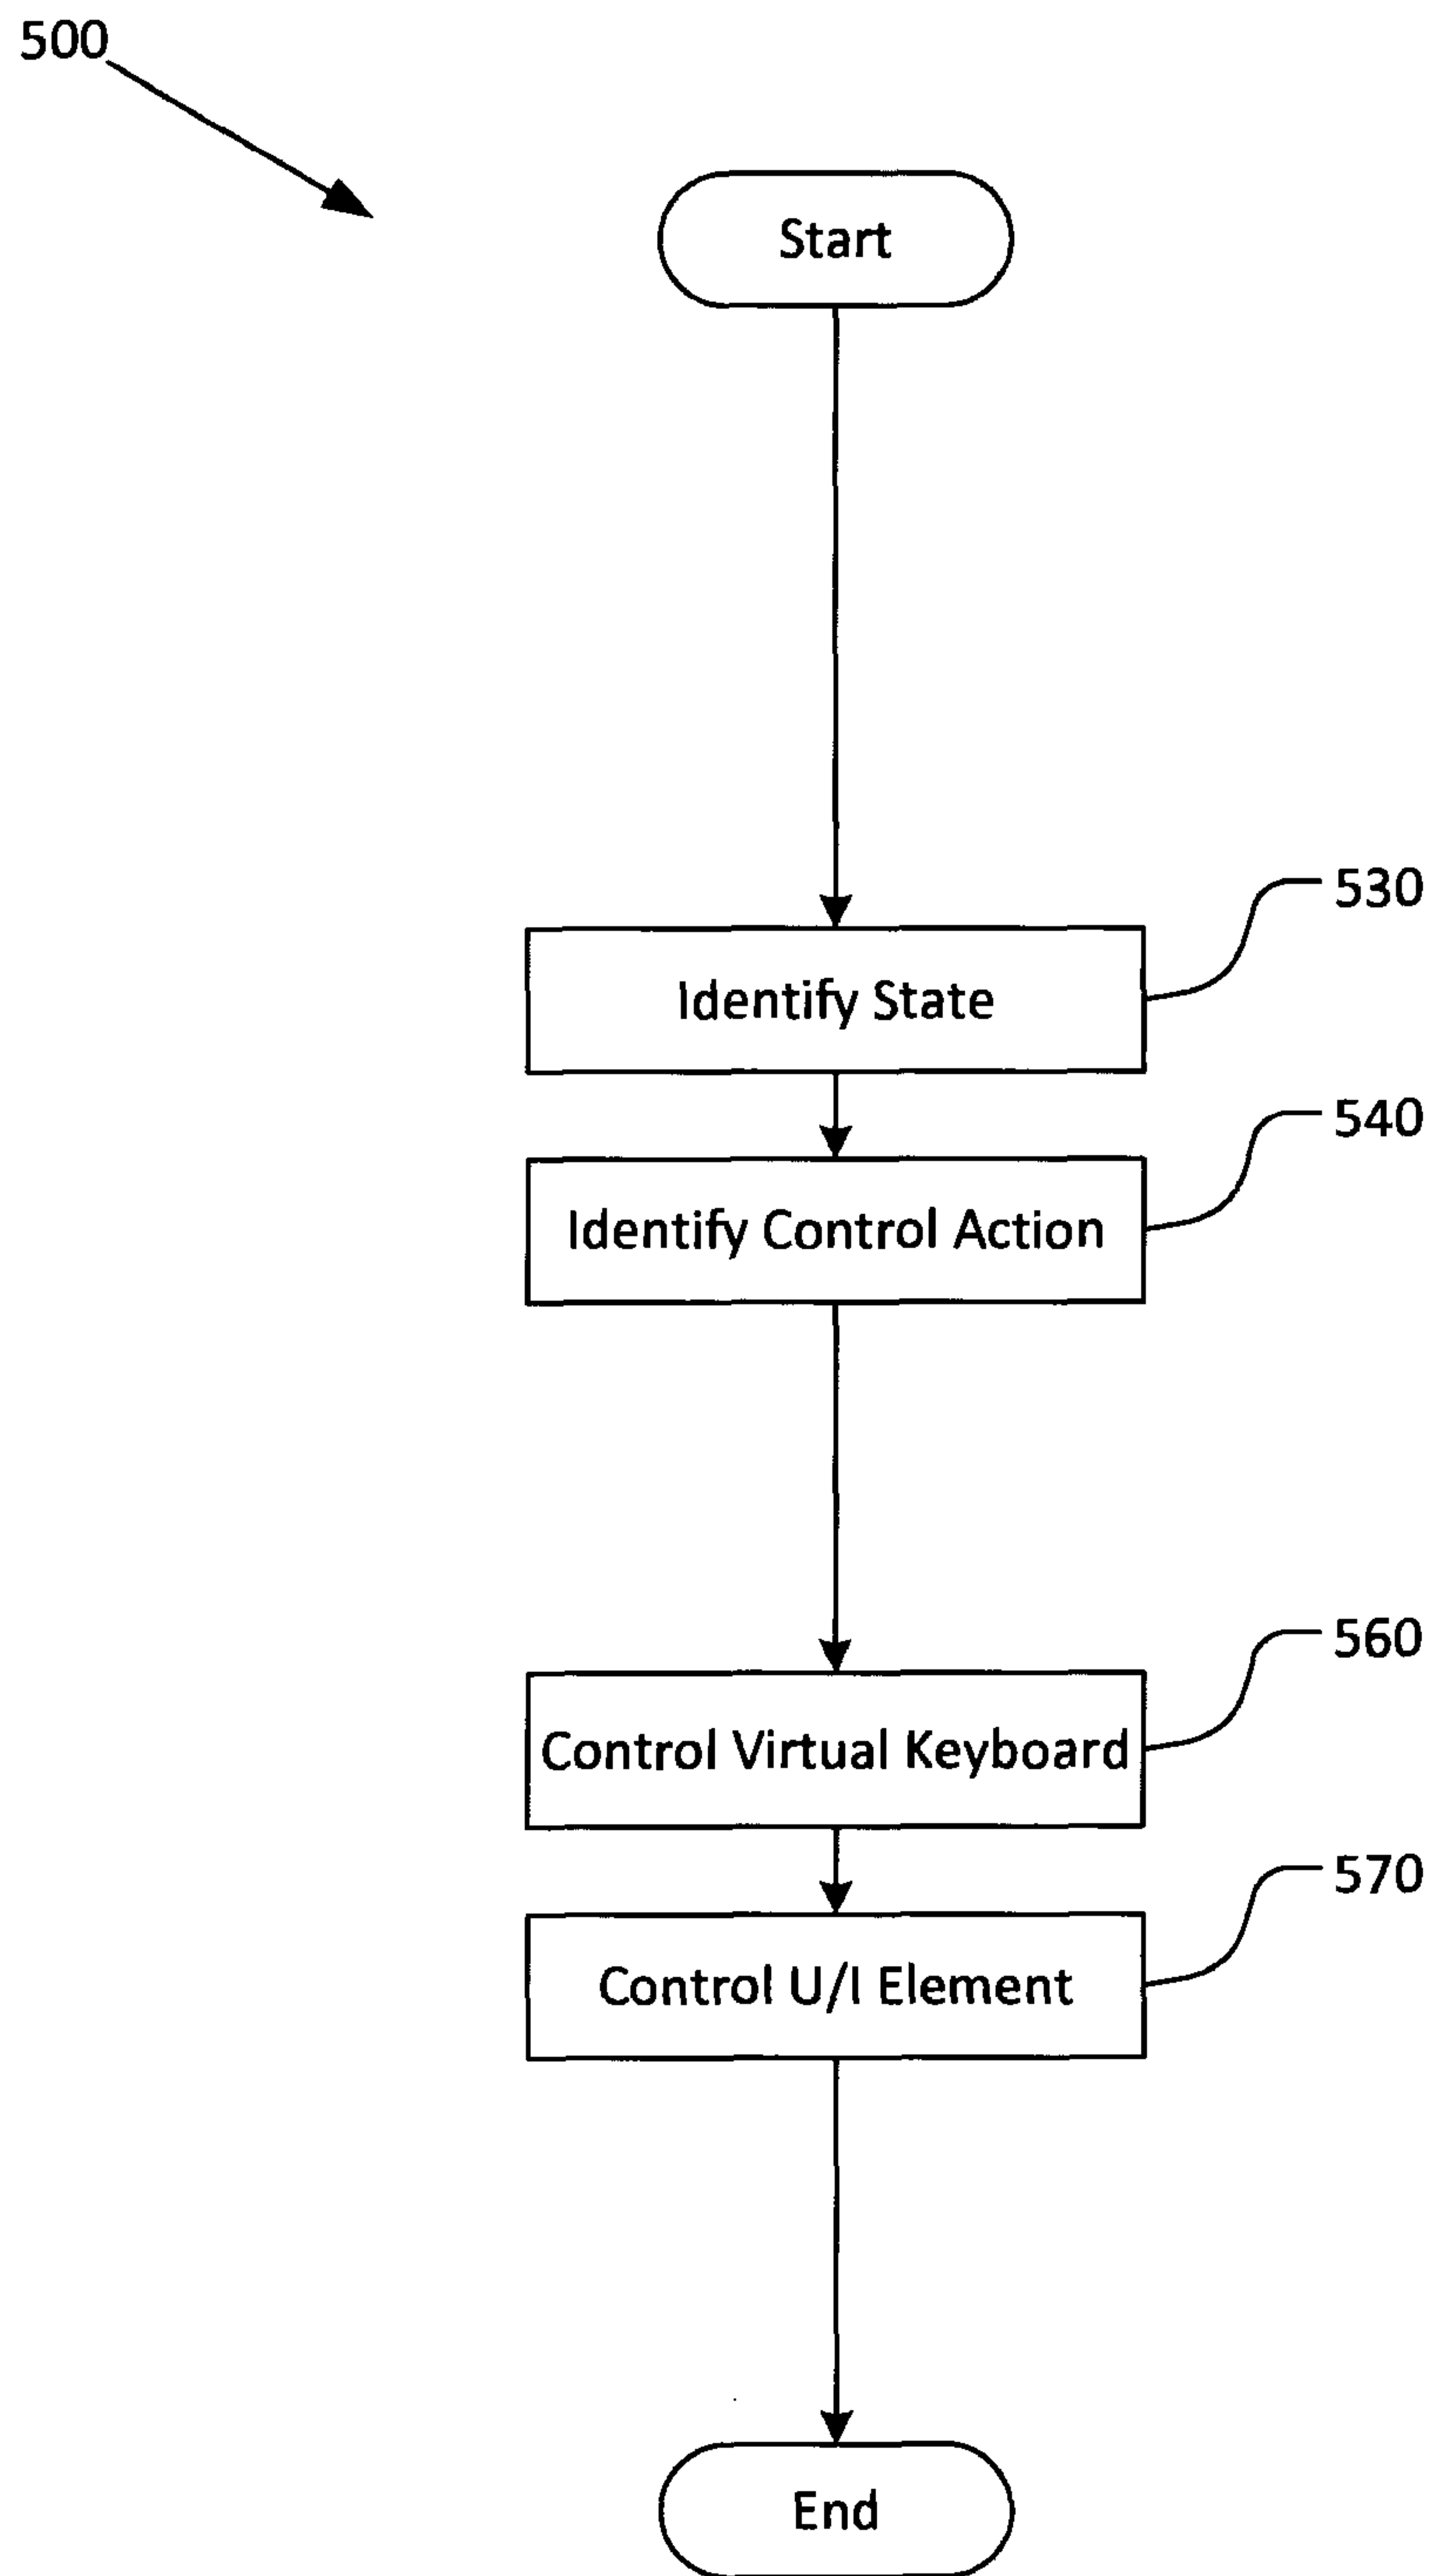 500
Start
530
Identify State
540
Identify Control Action
560
Control Virtual Keyboard
570
Control U/I Element
End